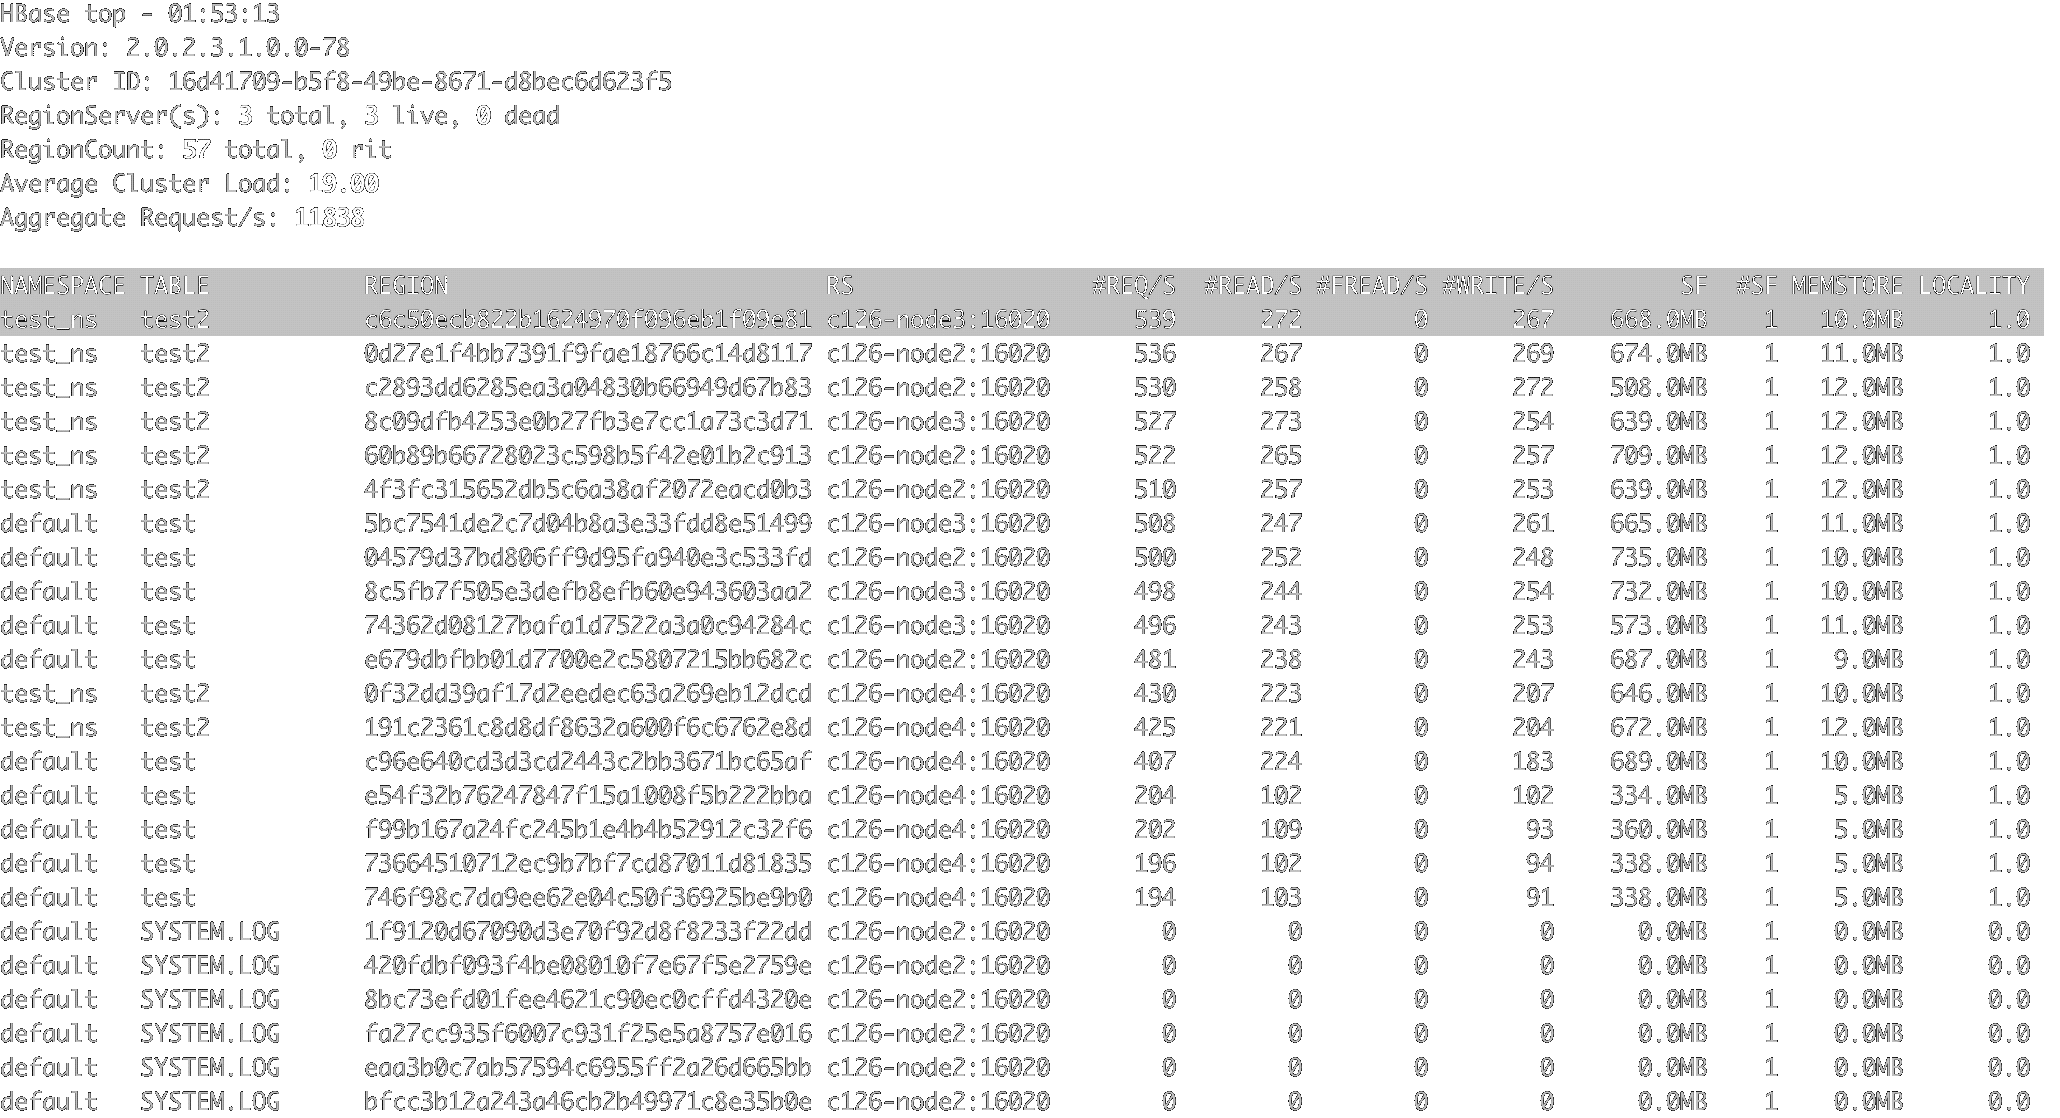 HBase top - 01:53:13
Version: 2.0.2.3.1.0.0-78
Cluster ID: 16d41709-b5f8-49be-8671-d8bec6d623f5
RegionServer(s): 3 total, 3 live, 0 dead
RegionCount: 57 total, 0 rit
Average Cluster Load: 19.00
Aggregate Request/s: 11838
NAMESPACE TABLE REGION RS #REQ/S #READ/S #FREAD/S #WRITE/S SF #SF MEMSTORE LOCALITY
test_ns test2 c6c50ecb822b1624970f096eb1f09e81 c126-node3:16020 539 272 0 267 668.0MB 1 10.0MB 1.0
test_ns test2 0d27e1f4bb7391f9fae18766c14d8117 c126-node2:16020 536 267 0 269 674.0MB 1 11.0MB 1.0
test_ns test2 c2893dd6285ea3a04830b66949d67b83 c126-node2:16020 530 258 0 272 508.0MB 1 12.0MB 1.0
test_ns test2 8c09dfb4253e0b27fb3e7cc1a73c3d71 c126-node3:16020 527 273 0 254 639.0MB 1 12.0MB 1.0
test_ns test2 60b89b66728023c598b5f42e01b2c913 c126-node2:16020 522 265 0 257 709.0MB 1 12.0MB 1.0
test_ns test2 4f3fc315652db5c6a38af2072eacd0b3 c126-node2:16020 510 257 0 253 639.0MB 1 12.0MB 1.0
default test 5bc7541de2c7d04b8a3e33fdd8e51499 c126-node3:16020 508 247 0 261 665.0MB 1 11.0MB 1.0
default test 04579d37bd806ff9d95fa940e3c533fd c126-node2:16020 500 252 0 248 735.0MB 1 10.0MB 1.0
default test 8c5fb7f505e3defb8efb60e943603aa2 c126-node3:16020 498 244 0 254 732.0MB 1 10.0MB 1.0
default test 74362d08127bafa1d7522a3a0c94284c c126-node3:16020 496 243 0 253 573.0MB 1 11.0MB 1.0
default test e679dbfbb01d7700e2c5807215bb682c c126-node2:16020 481 238 0 243 687.0MB 1 9.0MB 1.0
test_ns test2 0f32dd39af17d2eedec63a269eb12dcd c126-node4:16020 430 223 0 207 646.0MB 1 10.0MB 1.0
test_ns test2 191c2361c8d8df8632a600f6c6762e8d c126-node4:16020 425 221 0 204 672.0MB 1 12.0MB 1.0
default test c96e640cd3d3cd2443c2bb3671bc65af c126-node4:16020 407 224 0 183 689.0MB 1 10.0MB 1.0
default test e54f32b76247847f15a1008f5b222bba c126-node4:16020 204 102 0 102 334.0MB 1 5.0MB 1.0
default test f99b167a24fc245b1e4b4b52912c32f6 c126-node4:16020 202 109 0 93 360.0MB 1 5.0MB 1.0
default test 73664510712ec9b7bf7cd87011d81835 c126-node4:16020 196 102 0 94 338.0MB 1 5.0MB 1.0
default test 746f98c7da9ee62e04c50f36925be9b0 c126-node4:16020 194 103 0 91 338.0MB 1 5.0MB 1.0
default SYSTEM.LOG 1f9120d67090d3e70f92d8f8233f22dd c126-node2:16020 0 0 0 0 0.0MB 1 0.0MB 0.0
default SYSTEM.LOG 420fdbf093f4be08010f7e67f5e2759e c126-node2:16020 0 0 0 0 0.0MB 1 0.0MB 0.0
default SYSTEM.LOG 8bc73efd01fee4621c90ec0cffd4320e c126-node2:16020 0 0 0 0 0.0MB 1 0.0MB 0.0
default SYSTEM.LOG fa27cc935f6007c931f25e5a8757e016 c126-node2:16020 0 0 0 0 0.0MB 1 0.0MB 0.0
default SYSTEM.LOG eaa3b0c7ab57594c6955ff2a26d665bb c126-node2:16020 0 0 0 0 0.0MB 1 0.0MB 0.0
default SYSTEM.LOG bfcc3b12a243a46cb2b49971c8e35b0e c126-node2:16020 0 0 0 0 0.0MB 1 0.0MB 0.0